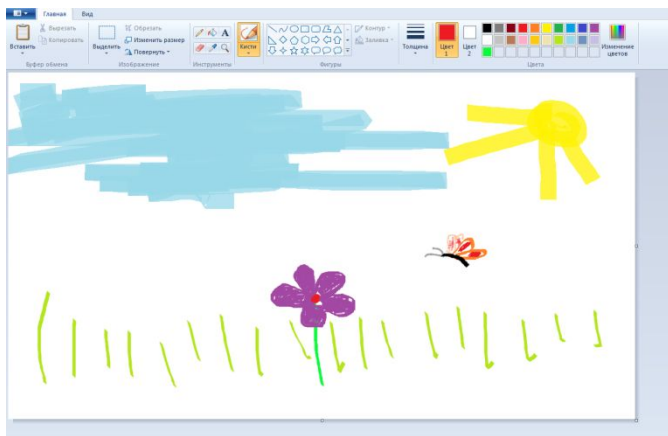 Главная Вид
Вставить
Вырезать
Копировать
Буфер обмена
Выделить
Обрезать
Изменить размер
Повернуть
Изображение
A
Инструменты
Кисти
Контур
Заливка
Фигуры
Толщина
Цвет 1
Цвет 2
Изменение цветов
Цвета